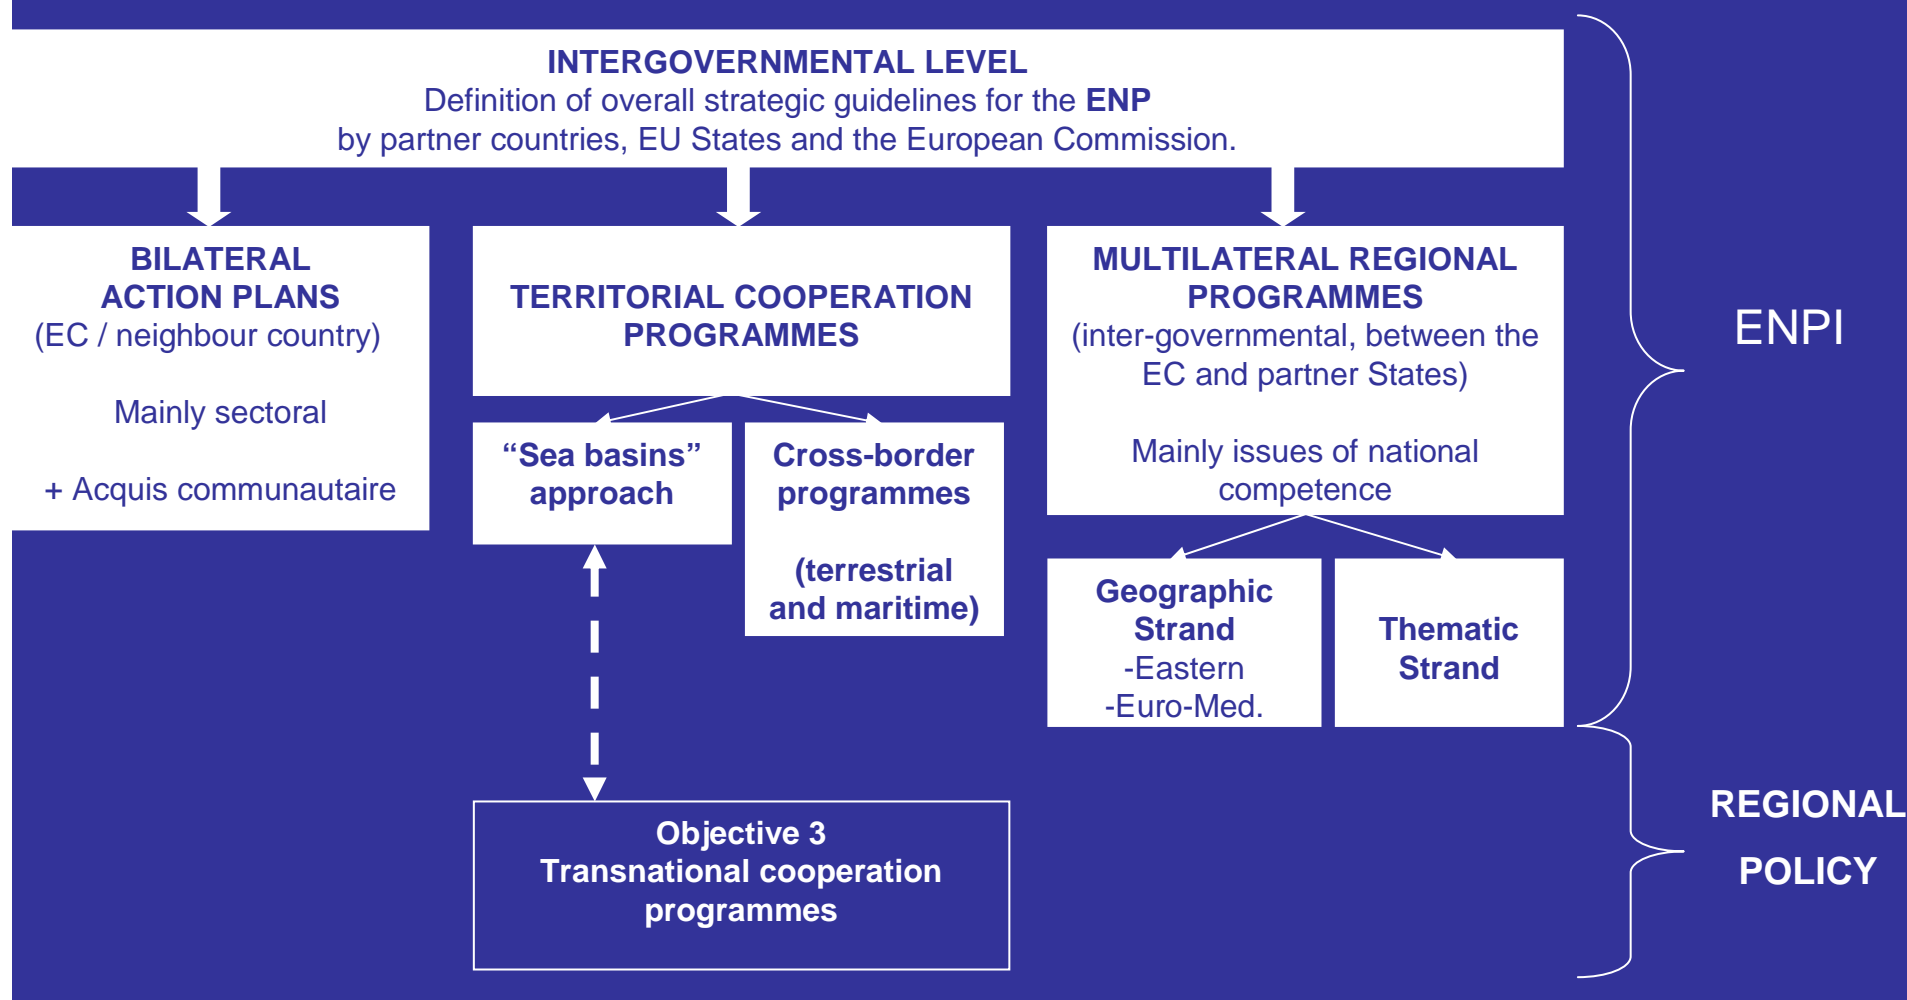 INTERGOVERNMENTAL LEVEL
Definition of overall strategic guidelines for the ENP
by partner countries, EU States and the European Commission.
BILATERAL
ACTION PLANS
(EC / neighbour country)
Mainly sectoral
+ Acquis communautaire
TERRITORIAL COOPERATION
PROGRAMMES
“Sea basins”
approach
Cross-border
programmes
(terrestrial
and maritime)
MULTILATERAL REGIONAL
PROGRAMMES
(inter-governmental, between the
EC and partner States)
Mainly issues of national
competence
Geographic
Strand
-Eastern
-Euro-Med.
Thematic
Strand
ENPI
Objective 3
Transnational cooperation
programmes
REGIONAL
POLICY